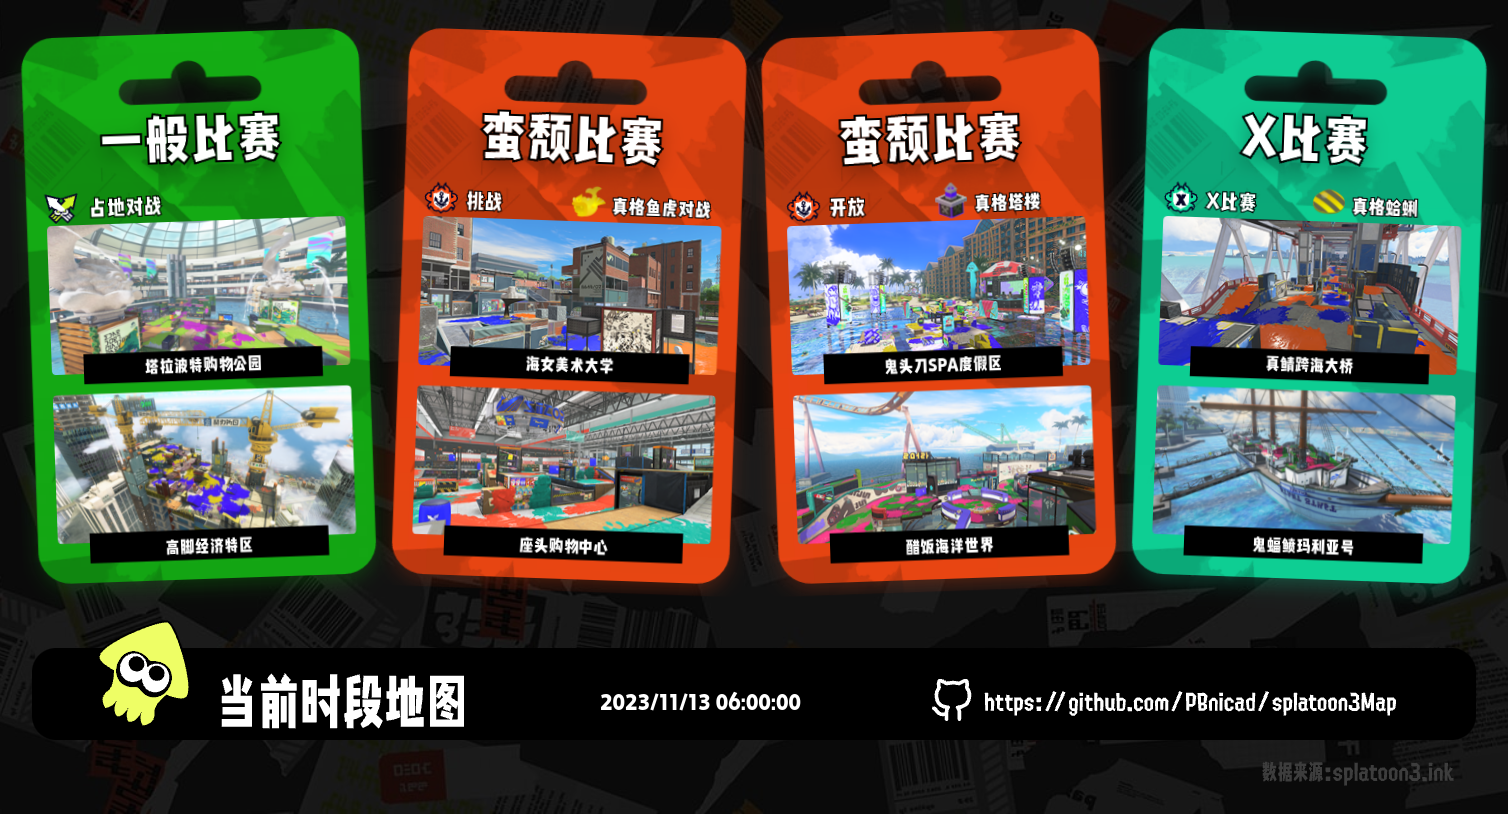 一般比赛
占地对战
塔拉波特购物公园
高脚经济特区
蛮颓比赛
挑战
真格鱼虎对战
海女美术大学
座头购物中心
蛮颓比赛
开放
真格塔楼
鬼头刀SPA度假区
醋饭海洋世界
X比赛
X比赛
真格蛤蜊
真鲭跨海大桥
鬼蝠鲼玛利亚号
当前时段地图
2023/11/13 06:00:00
https://github.com/PBnicad/splatoon3Map
数据来源:splatoon3.ink